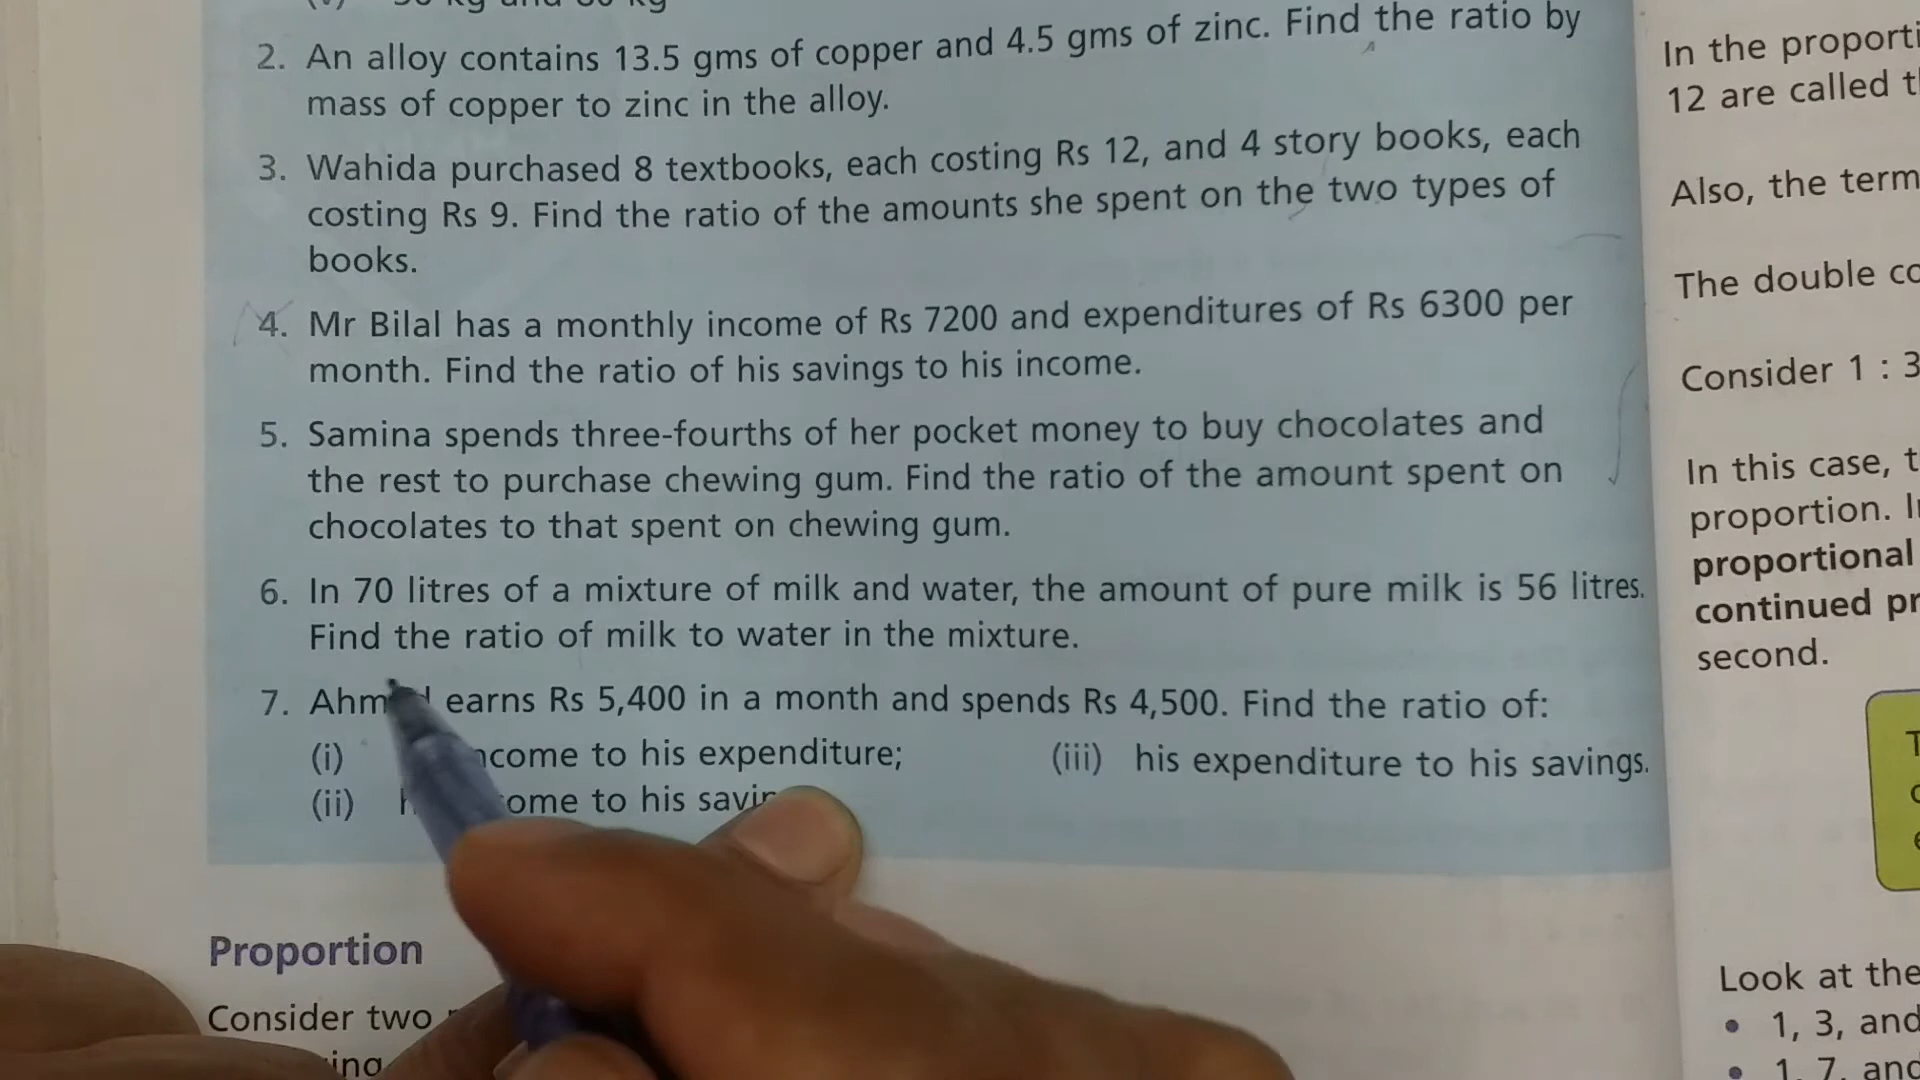 2. An alloy contains 13.5 gms of copper and 4.5 gms of zinc. Find the ratio by
mass of copper to zinc in the alloy.
3. Wahida purchased 8 textbooks, each costing Rs 12, and 4 story books, each
costing Rs 9. Find the ratio of the amounts she spent on the two types of
books.
4. Mr Bilal has a monthly income of Rs 7200 and expenditures of Rs 6300 per
month. Find the ratio of his savings to his income.
5. Samina spends three-fourths of her pocket money to buy chocolates and
the rest to purchase chewing gum. Find the ratio of the amount spent on
chocolates to that spent on chewing gum.
6. In 70 litres of a mixture of milk and water, the amount of pure milk is 56 litres.
Find the ratio of milk to water in the mixture.
7. earns Rs 5,400 in a month and spends Rs 4,500. Find the ratio of:
(i) to his expenditure; (iii) his expenditure to his savings.
(ii) to his
Proportion
Consider two
In the
12 are called
Also, the
The double
Consider 1 : 3
In this case,
proportion.
proportional
continued
second.
Look at the
• 1, 3, and
• 1, 7, and